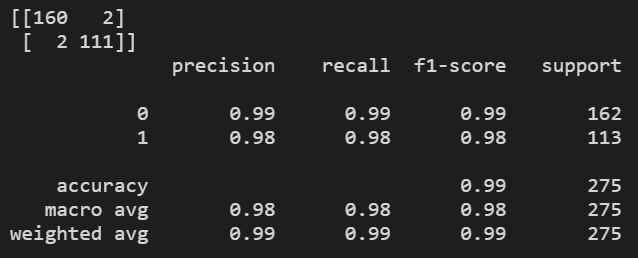 [[160   2]
 [  2 111]]
              precision    recall  f1-score   support

           0       0.99      0.99      0.99       162
           1       0.98      0.98      0.98       113

    accuracy                           0.99       275
   macro avg       0.98      0.98      0.98       275
weighted avg       0.99      0.99      0.99       275